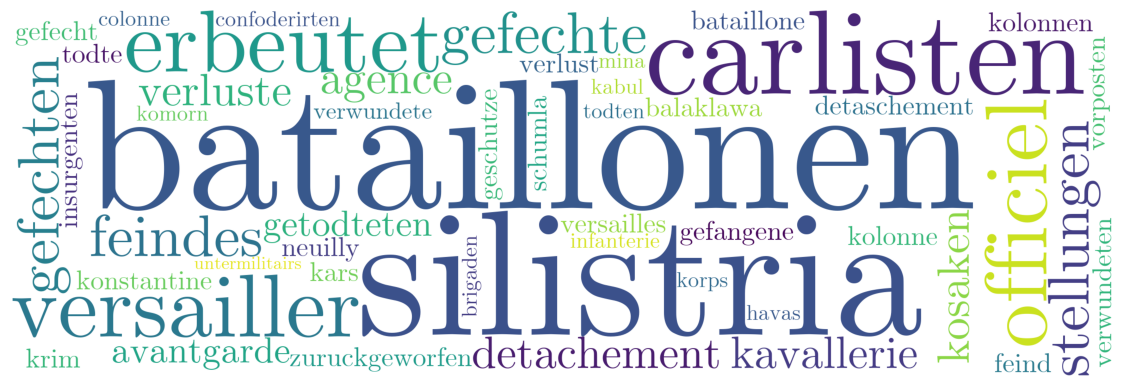 colonne confoderirten bataillone kolonnen
gefecht erbeutet gefechte carlisten
todte verlust mina
agence
verluste kabul
gefechten bataillonen vorposten
insurgenten komorn verwundete geschutze schumla todten balaklawa detaschement
officiel
stellungen
feindes getodteten versailles gefangene kolonne
neuilly infanterie
untermilitairs
konstantine kars brigaden silistria korps kosaken verwundeten
versailler havas
krim avantgarde zuruckgeworfen detachement kavallerie feind